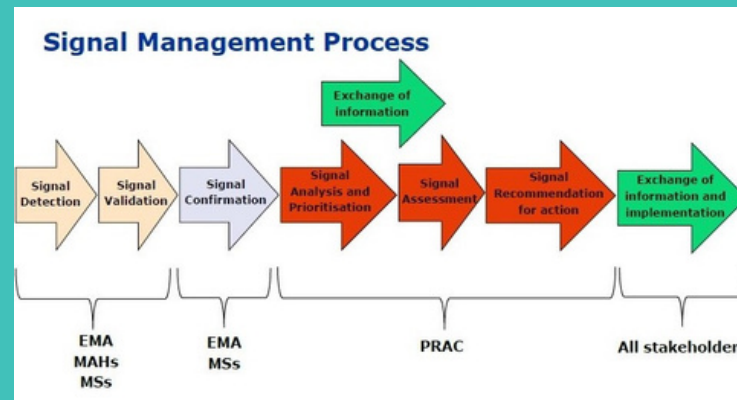 Signal Management Process
Exchange of
information
Signal
Detection
Signal
Validation
Signal
Confirmation
Signal
Analysis and
Prioritisation
Signal
Assessment
Signal
Recommendation
for action
Exchange of
information and
implementation
EMA
MAHs
MSs
EMA
MSs
PRAC
All stakeholder